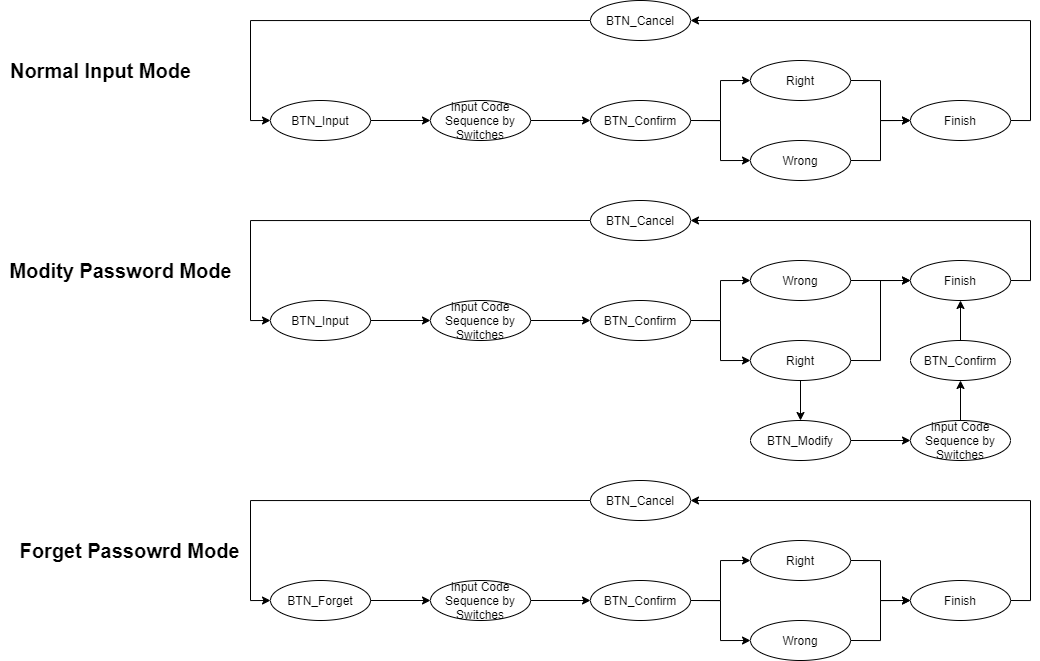 BTN_Cancel
Normal Input Mode
Right
BTN_Input
Input Code
Sequence by
Switches
BTN_Confirm
Finish
Wrong
BTN_Cancel
Modity Password Mode
Wrong
Finish
BTN_Input
Input Code
Sequence by
Switches
BTN_Confirm
Right
BTN_Confirm
BTN_Modify
Input Code
Sequence by
Switches
BTN_Cancel
Forget Passowrd Mode
Right
BTN_Forget
Input Code
Sequence by
Switches
BTN_Confirm
Finish
Wrong